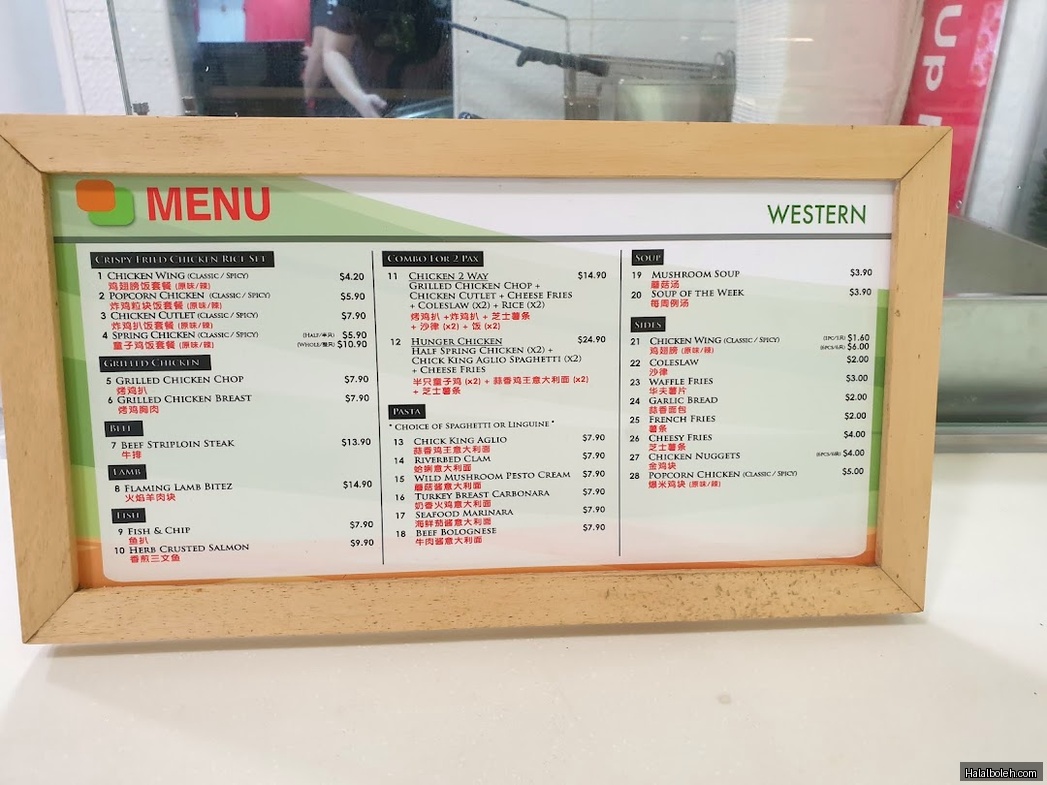 MENU
WESTERN
CRISPY FRIED CHICKEN RICE SET
1 CHICKEN WING (CLASSIC / SPICY) $4.20
鸡翅膀饭套餐 (原味/辣)
2 POPCORN CHICKEN (CLASSIC / SPICY) $5.90
炸鸡粒块饭套餐 (原味/辣)
3 CHICKEN CUTLET (CLASSIC / SPICY) $7.90
炸鸡扒饭套餐 (原味/辣)
4 SPRING CHICKEN (CLASSIC / SPICY) (HALF/半只) $5.90
童子鸡饭套餐 (原味/辣) (WHOLE/整只) $10.90
GRILLED CHICKEN
5 GRILLED CHICKEN CHOP $7.90
烤鸡扒
6 GRILLED CHICKEN BREAST $7.90
烤鸡胸肉
BEEF
7 BEEF STRIPLOIN STEAK $13.90
牛排
LAMB
8 FLAMING LAMB BITEZ $14.90
火焰羊肉块
FISH
9 FISH & CHIP $7.90
鱼扒
10 HERB CRUSTED SALMON $9.90
香煎三文鱼
COMBO FOR 2 PAX
11 CHICKEN 2 WAY $14.90
GRILLED CHICKEN CHOP +
CHICKEN CUTLET + CHEESE FRIES
+ COLESLAW (X2) + RICE (X2)
烤鸡扒 +炸鸡扒 + 芝士薯条
+ 沙律 (x2) + 饭 (x2)
12 HUNGER CHICKEN $24.90
HALF SPRING CHICKEN (X2) +
CHICK KING AGLIO SPAGHETTI (X2)
+ CHEESE FRIES
半只童子鸡 (x2) + 蒜香鸡王意大利面 (x2)
+ 芝士薯条
PASTA
* CHOICE OF SPAGHETTI OR LINGUINE *
13 CHICK KING AGLIO $7.90
蒜香鸡王意大利面
14 RIVERBED CLAM $7.90
蛤蜊意大利面
15 WILD MUSHROOM PESTO CREAM $7.90
蘑菇酱意大利面
16 TURKEY BREAST CARBONARA $7.90
奶香火鸡意大利面
17 SEAFOOD MARINARA $7.90
海鲜茄酱意大利面
18 BEEF BOLOGNESE $7.90
牛肉酱意大利面
SOUP
19 MUSHROOM SOUP $3.90
蘑菇汤
20 SOUP OF THE WEEK $3.90
每周例汤
SIDES
21 CHICKEN WING (CLASSIC / SPICY) (1PC/1只) $1.60
鸡翅膀 (原味/辣) (6PCS/6只) $6.00
22 COLESLAW $2.00
沙律
23 WAFFLE FRIES $3.00
华夫薯片
24 GARLIC BREAD $2.00
蒜香面包
25 FRENCH FRIES $2.00
薯条
26 CHEESY FRIES $4.00
芝士薯条
27 CHICKEN NUGGETS (6PCS/6粒) $4.00
金鸡块
28 POPCORN CHICKEN (CLASSIC / SPICY) $5.00
爆米鸡块 (原味/辣)
Halalboleh.com